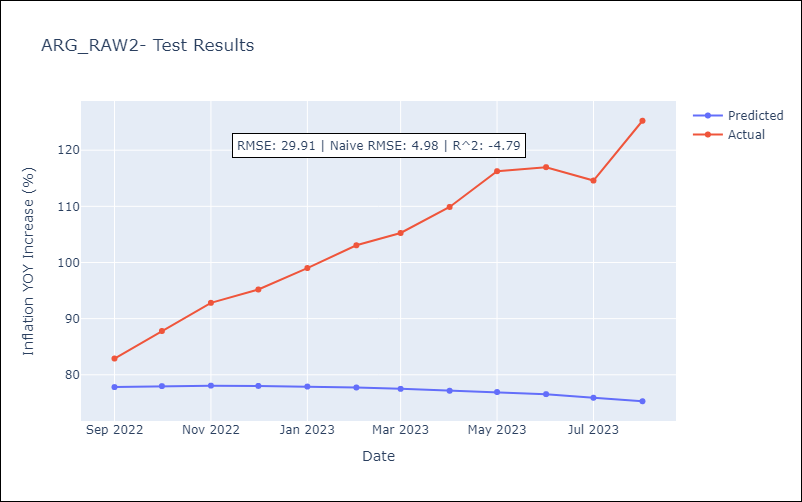 ARG_RAW2- Test Results
Predicted
Actual
RMSE: 29.91 | Naive RMSE: 4.98 | R^2: -4.79
Inflation YOY Increase (%)
120
110
100
90
80
Sep 2022 Nov 2022 Jan 2023 Mar 2023 May 2023 Jul 2023
Date